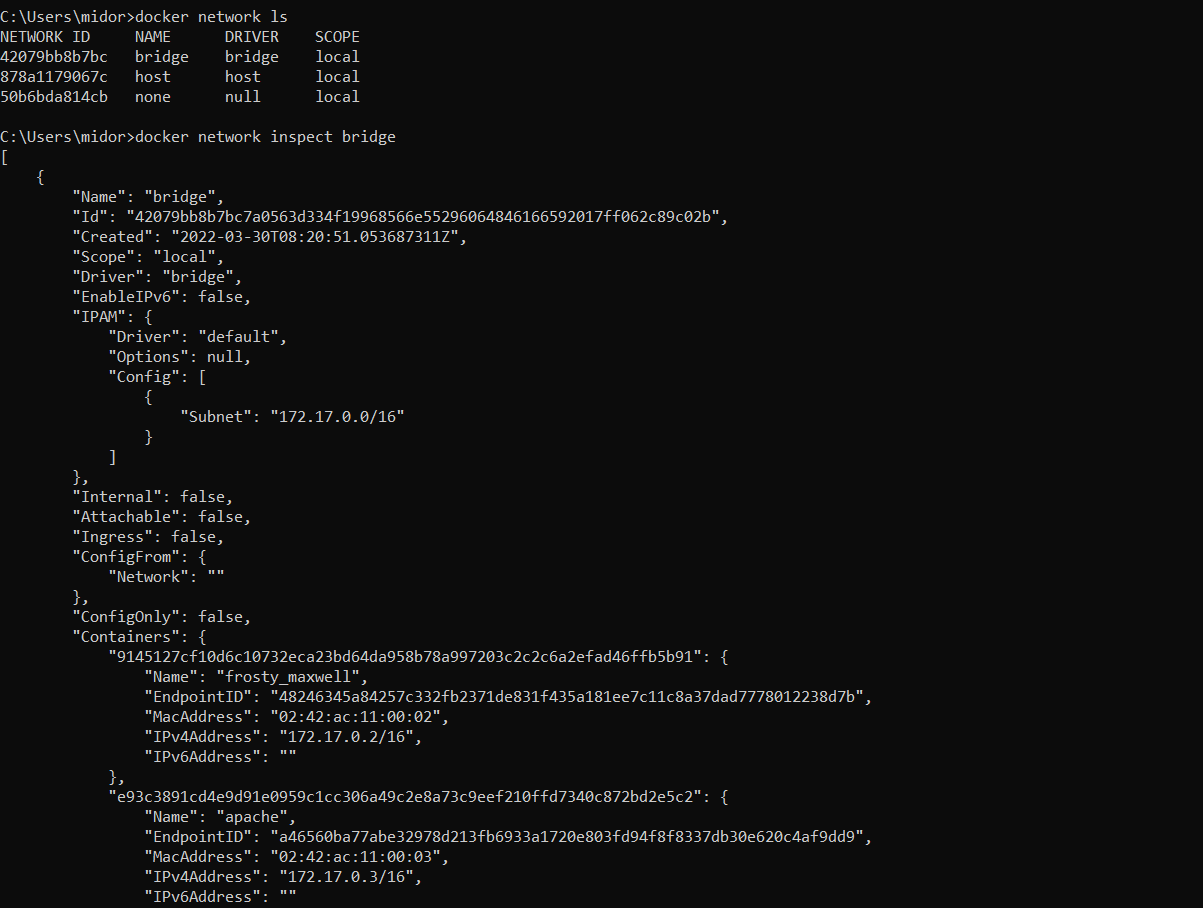 C:\Users\midor>docker network ls
NETWORK ID     NAME      DRIVER    SCOPE
42079bb8b7bc   bridge    bridge    local
878a1179067c   host      host      local
50b6bda814cb   none      null      local
C:\Users\midor>docker network inspect bridge
[
    {
        "Name": "bridge",
        "Id": "42079bb8b7bc7a0563d334f19968566e55296064846166592017ff062c89c02b",
        "Created": "2022-03-30T08:20:51.053687311Z",
        "Scope": "local",
        "Driver": "bridge",
        "EnableIPv6": false,
        "IPAM": {
            "Driver": "default",
            "Options": null,
            "Config": [
                {
                    "Subnet": "172.17.0.0/16"
                }
            ]
        },
        "Internal": false,
        "Attachable": false,
        "Ingress": false,
        "ConfigFrom": {
            "Network": ""
        },
        "ConfigOnly": false,
        "Containers": {
            "9145127cf10d6c10732eca23bd64da958b78a997203c2c2c6a2efad46ffb5b91": {
                "Name": "frosty_maxwell",
                "EndpointID": "48246345a84257c332fb2371de831f435a181ee7c11c8a37dad7778012238d7b",
                "MacAddress": "02:42:ac:11:00:02",
                "IPv4Address": "172.17.0.2/16",
                "IPv6Address": ""
            },
            "e93c3891cd4e9d91e0959c1cc306a49c2e8a73c9eef210ffd7340c872bd2e5c2": {
                "Name": "apache",
                "EndpointID": "a46560ba77abe32978d213fb6933a1720e803fd94f8f8337db30e620c4af9dd9",
                "MacAddress": "02:42:ac:11:00:03",
                "IPv4Address": "172.17.0.3/16",
                "IPv6Address": ""